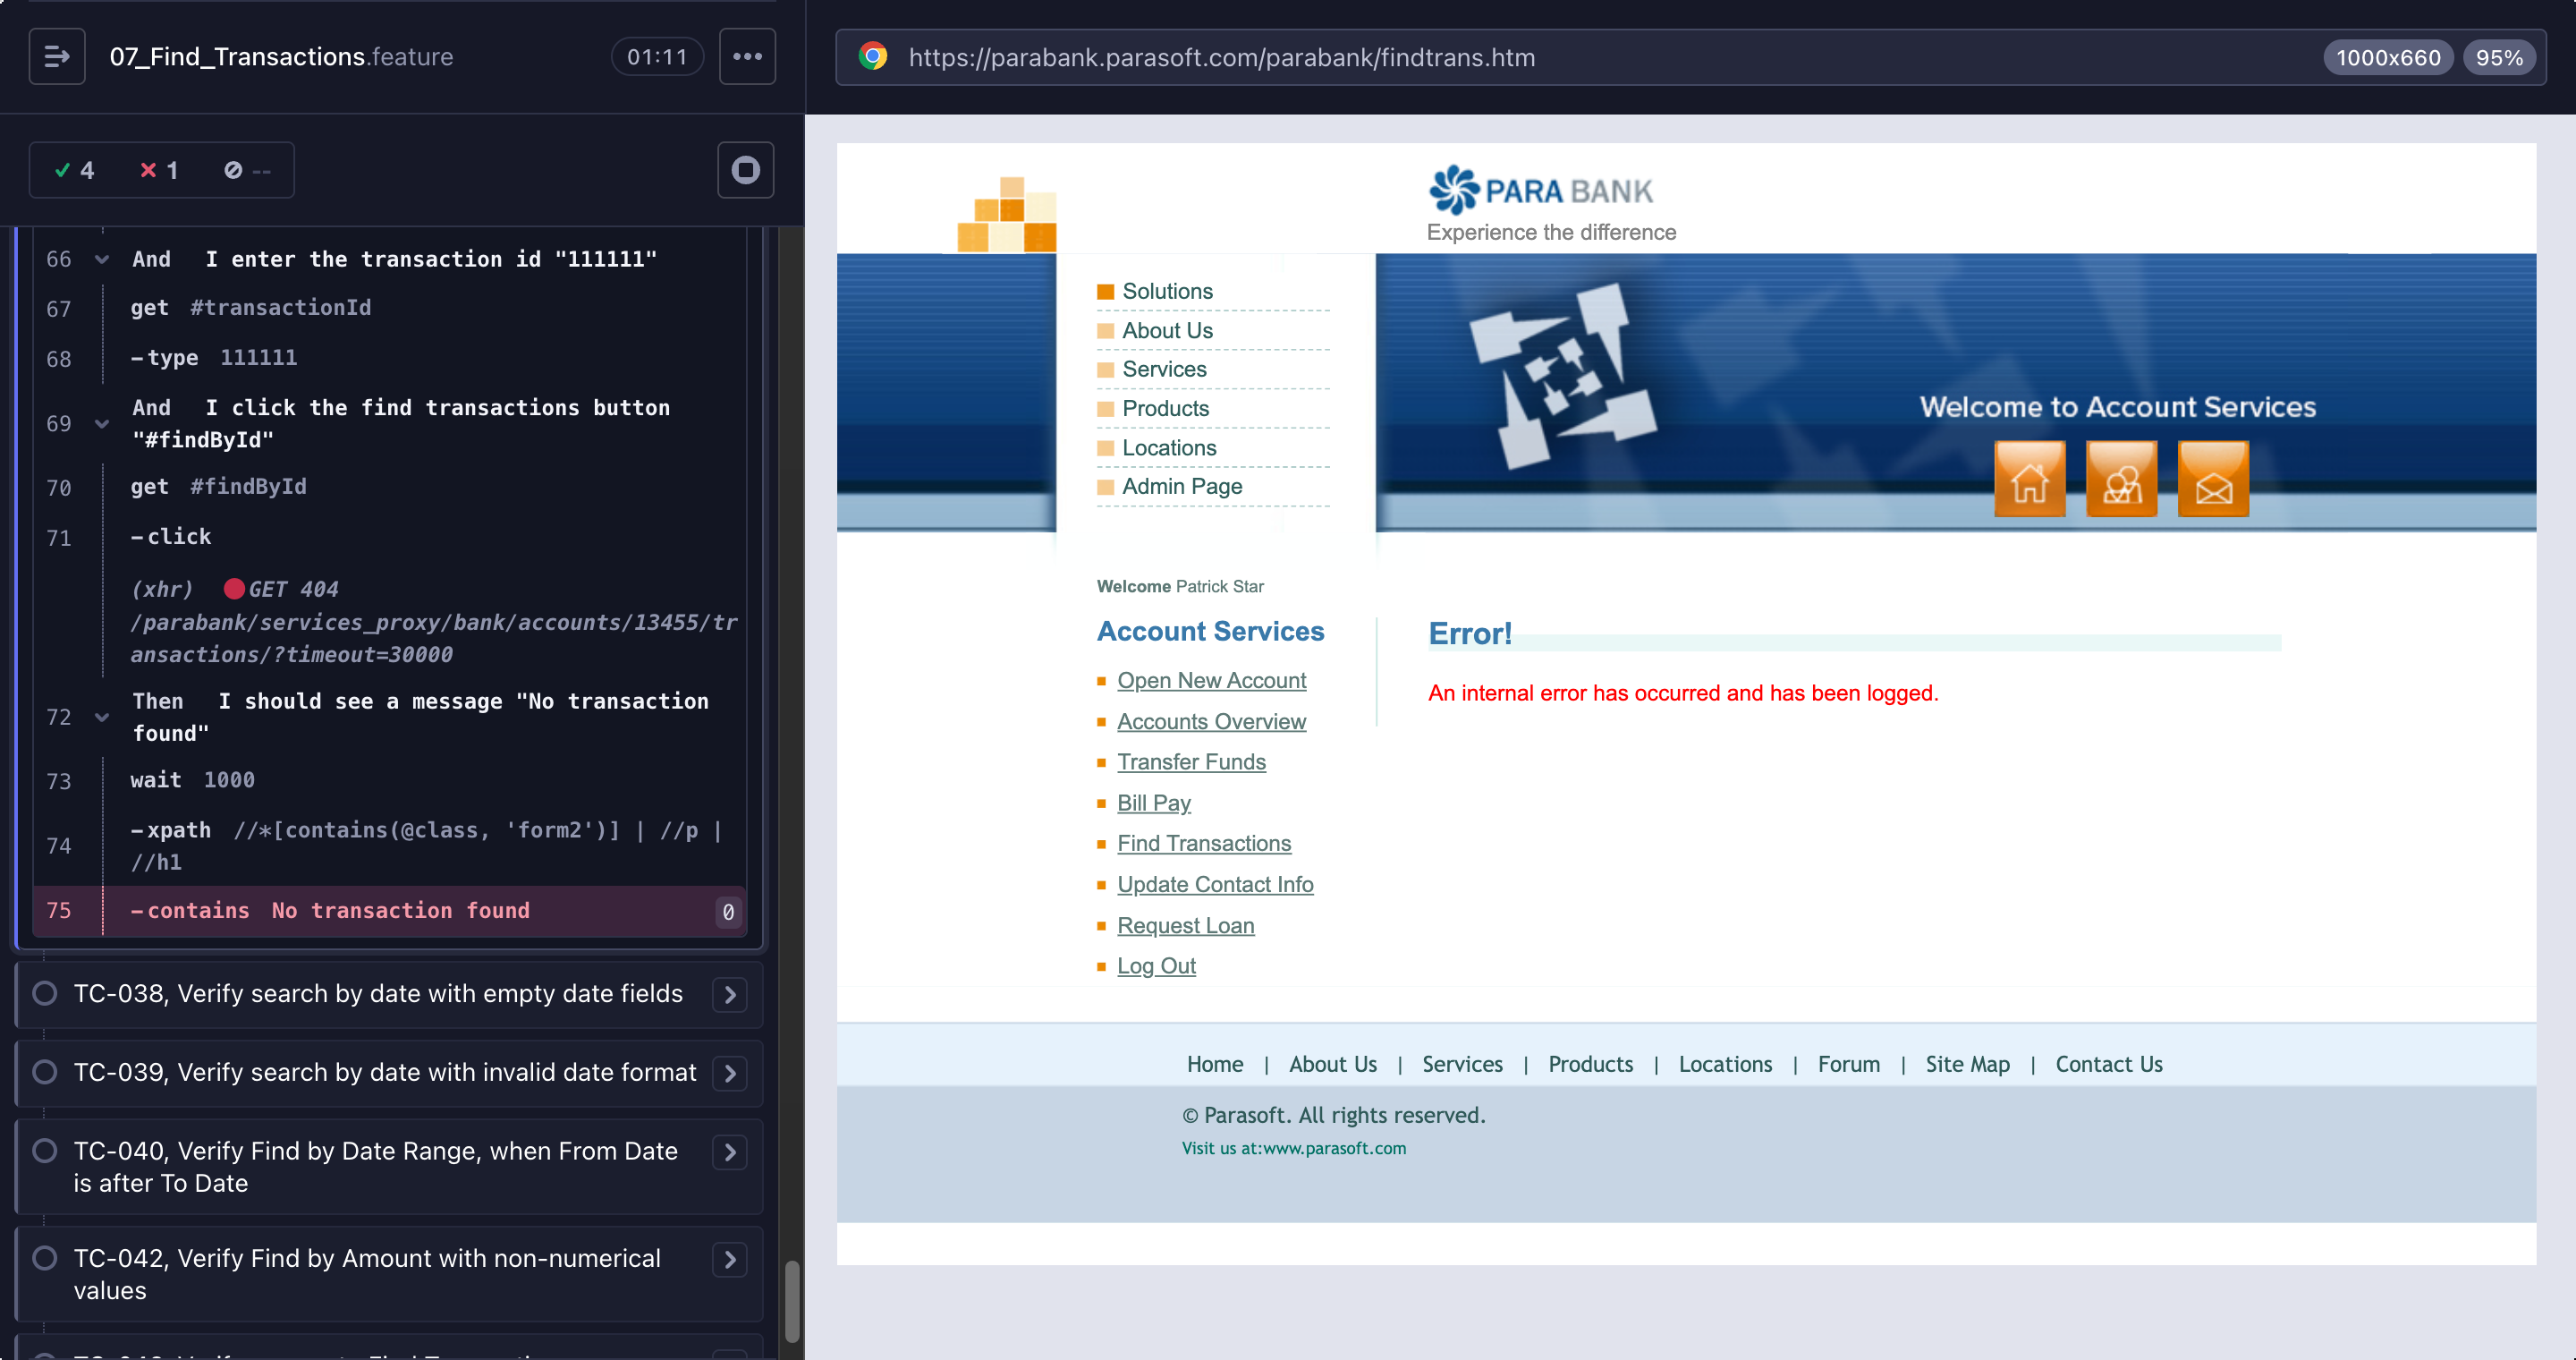 07_Find_Transactions.feature
01:11
4 1 --
66 And I enter the transaction id "111111"
67 get #transactionId
68 -type 111111
69 And I click the find transactions button
"#findById"
70 get #findById
71 -click
(xhr) GET 404
/parabank/services_proxy/bank/accounts/13455/tr
ansactions/?timeout=30000
72 Then I should see a message "No transaction
found"
73 wait 1000
74 -xpath //*[contains(@class, 'form2')] | //p |
//h1
75 -contains No transaction found 0
TC-038, Verify search by date with empty date fields
TC-039, Verify search by date with invalid date format
TC-040, Verify Find by Date Range, when From Date
is after To Date
TC-042, Verify Find by Amount with non-numerical
values
https://parabank.parasoft.com/parabank/findtrans.htm
1000x660
95%
PARA BANK
Experience the difference
Solutions
About Us
Services
Products
Locations
Admin Page
Welcome to Account Services
Welcome Patrick Star
Account Services
Open New Account
Accounts Overview
Transfer Funds
Bill Pay
Find Transactions
Update Contact Info
Request Loan
Log Out
Error!
An internal error has occurred and has been logged.
Home | About Us | Services | Products | Locations | Forum | Site Map | Contact Us
© Parasoft. All rights reserved.
Visit us at:www.parasoft.com